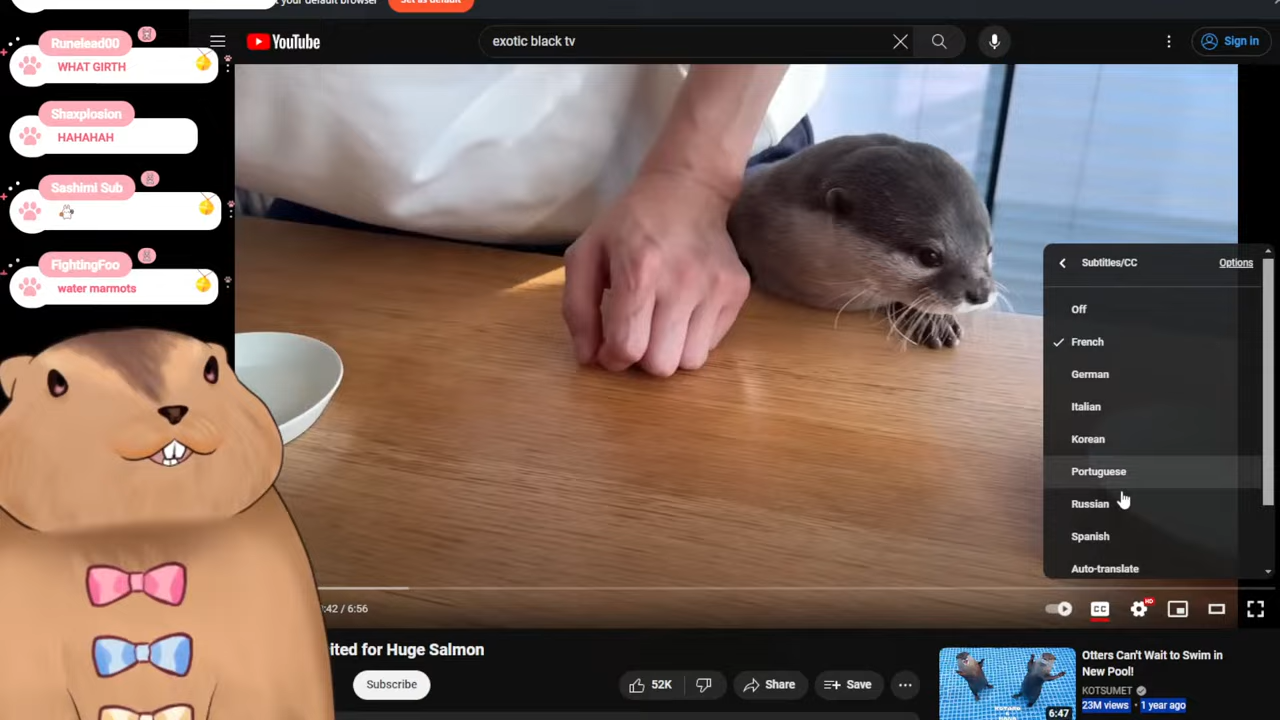 your default browser
Set as default
Runelead00
WHAT GIRTH
Shaxplosion
HAHAHAH
Sashimi Sub
FightingFoo
water marmots
YouTube
exotic black tv
Sign in
Subtitles/CC
Options
Off
French
German
Italian
Korean
Portuguese
Russian
Spanish
Auto-translate
:42 / 6:56
HD
ited for Huge Salmon
Subscribe
52K
Share
Save
Otters Can't Wait to Swim in
New Pool!
KOTSUMET
23M views • 1 year ago
6:47